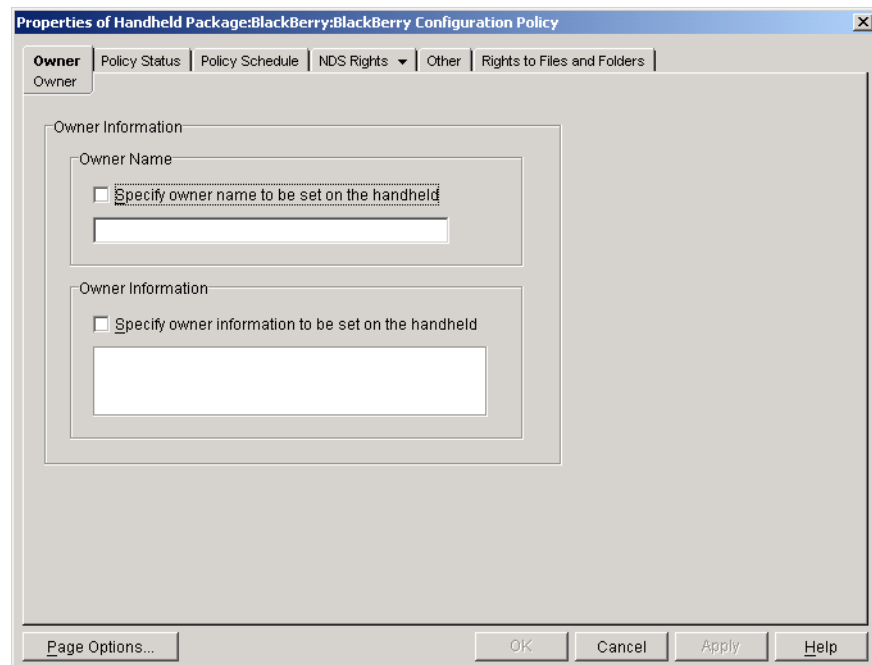 Properties of Handheld Package:BlackBerry:BlackBerry Configuration Policy
Owner Policy Status Policy Schedule NDS Rights Other Rights to Files and Folders
Owner
Owner Information
Owner Name
Specify owner name to be set on the handheld
Owner Information
Specify owner information to be set on the handheld
Page Options... OK Cancel Apply Help